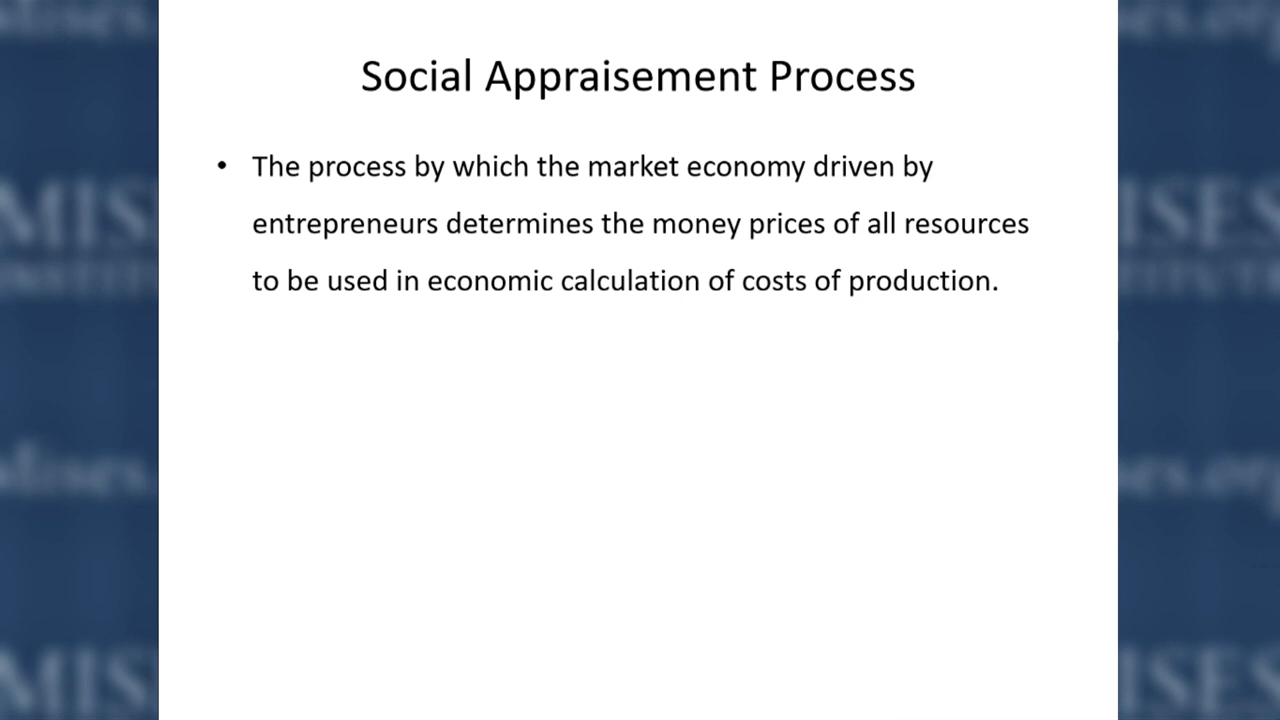 Social Appraisement Process
• The process by which the market economy driven by
entrepreneurs determines the money prices of all resources
to be used in economic calculation of costs of production.